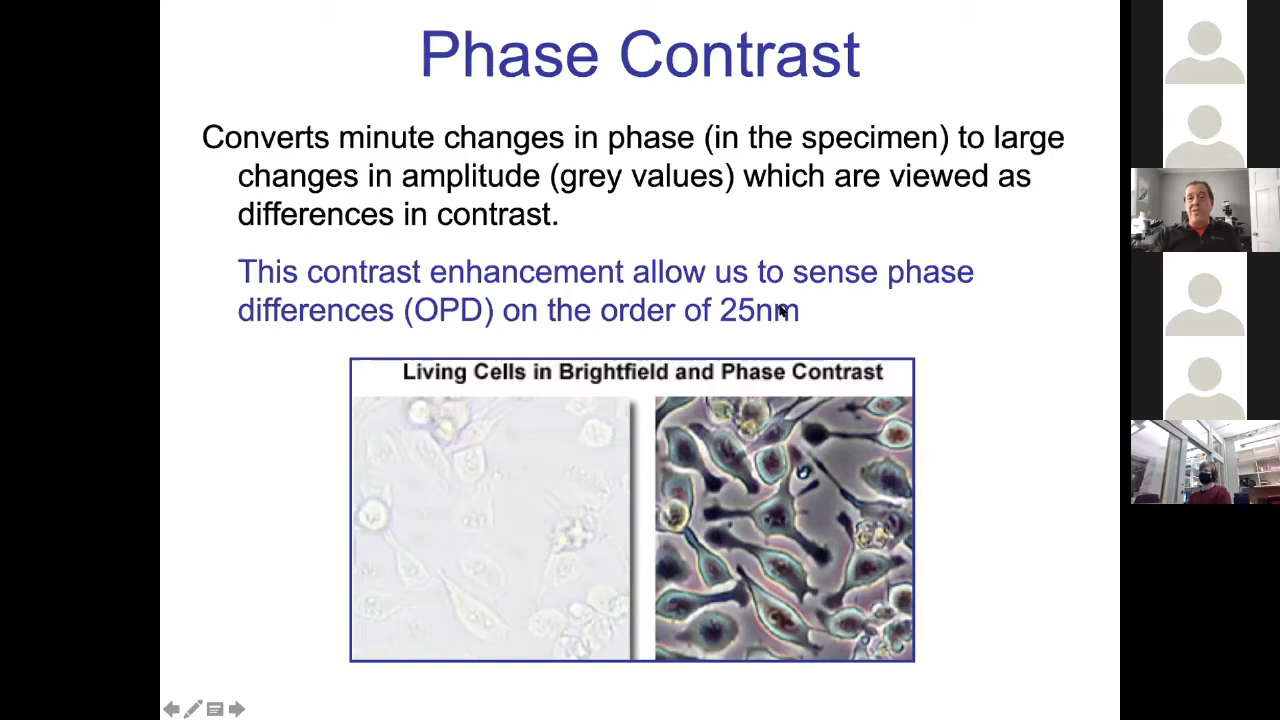 Phase Contrast
Converts minute changes in phase (in the specimen) to large
changes in amplitude (grey values) which are viewed as
differences in contrast.
This contrast enhancement allow us to sense phase
differences (OPD) on the order of 25nm
Living Cells in Brightfield and Phase Contrast